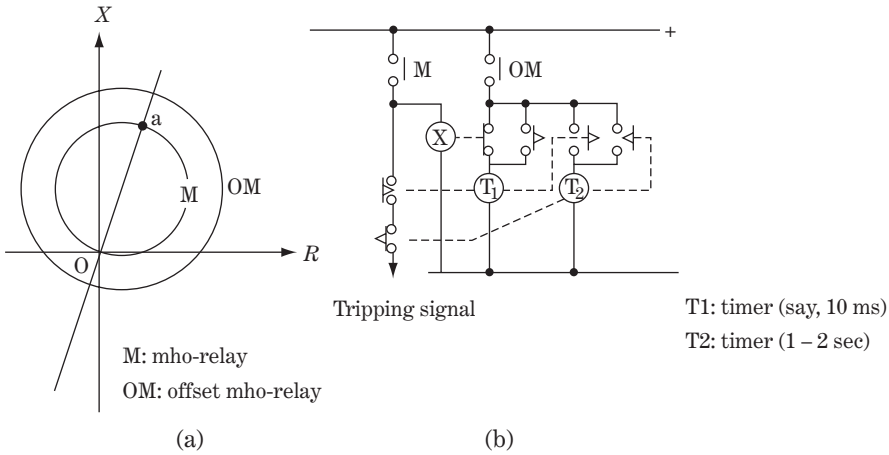 X
a
M
OM
O
R
M: mho-relay
OM: offset mho-relay
(a)
+
M
OM
X
T1
T2
Tripping signal
T1: timer (say, 10 ms)
T2: timer (1 – 2 sec)
(b)